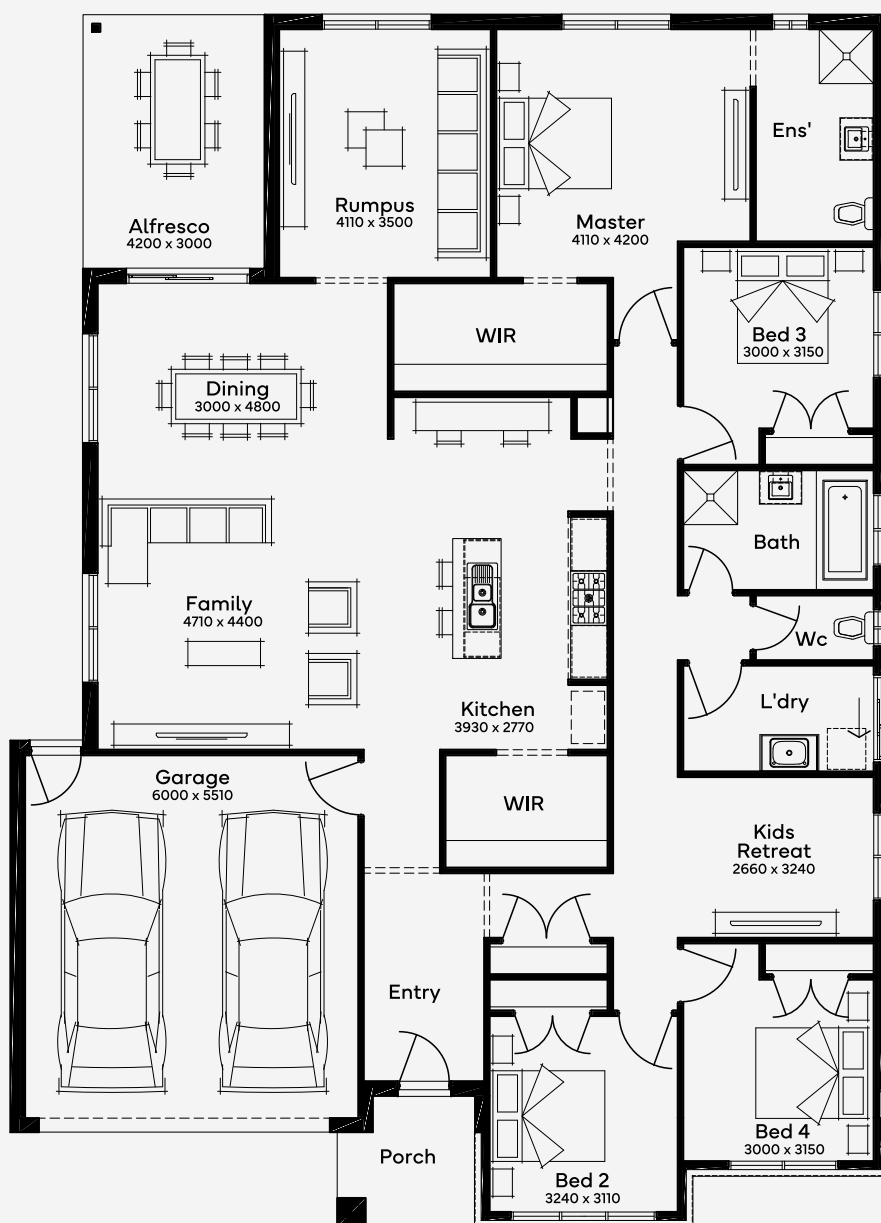 Rumpus
4110 x 3500
Ens'
Alfresco
4200 x 3000
Master
4110 x 4200
WIR
Bed 3
3000 x 3150
Dining
3000 x 4800
Bath
Family
4710 x 4400
Wc
Kitchen
3930 x 2770
L'dry
Garage
6000 x 5510
WIR
Kids
Retreat
2660 x 3240
Entry
Porch
Bed 2
3240 x 3110
Bed 4
3000 x 3150